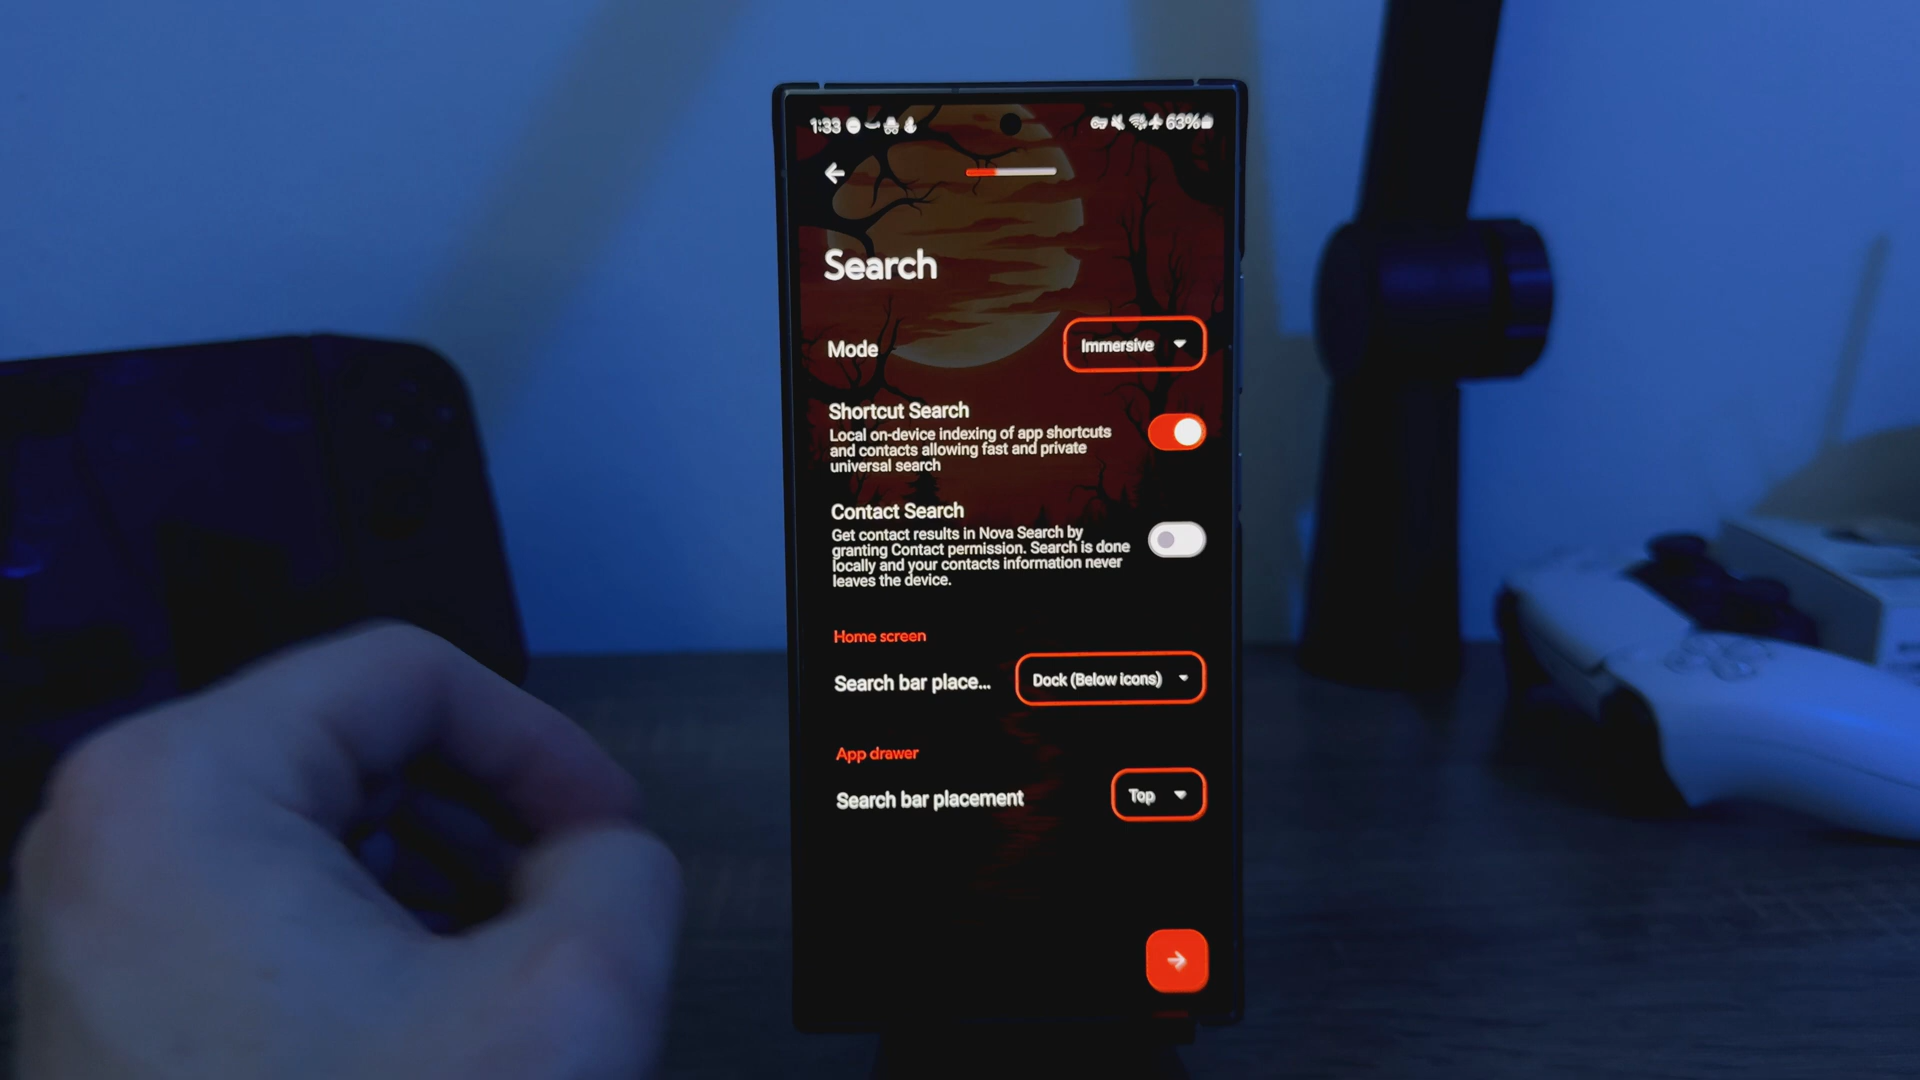 1:33
63%
Search
Mode
Immersive
Shortcut Search
Local on-device indexing of app shortcuts
and contacts allowing fast and private
universal search
Contact Search
Get contact results in Nova Search by
granting Contact permission. Search is done
locally and your contacts information never
leaves the device.
Home screen
Search bar place...
Dock (Below icons)
App drawer
Search bar placement
Top